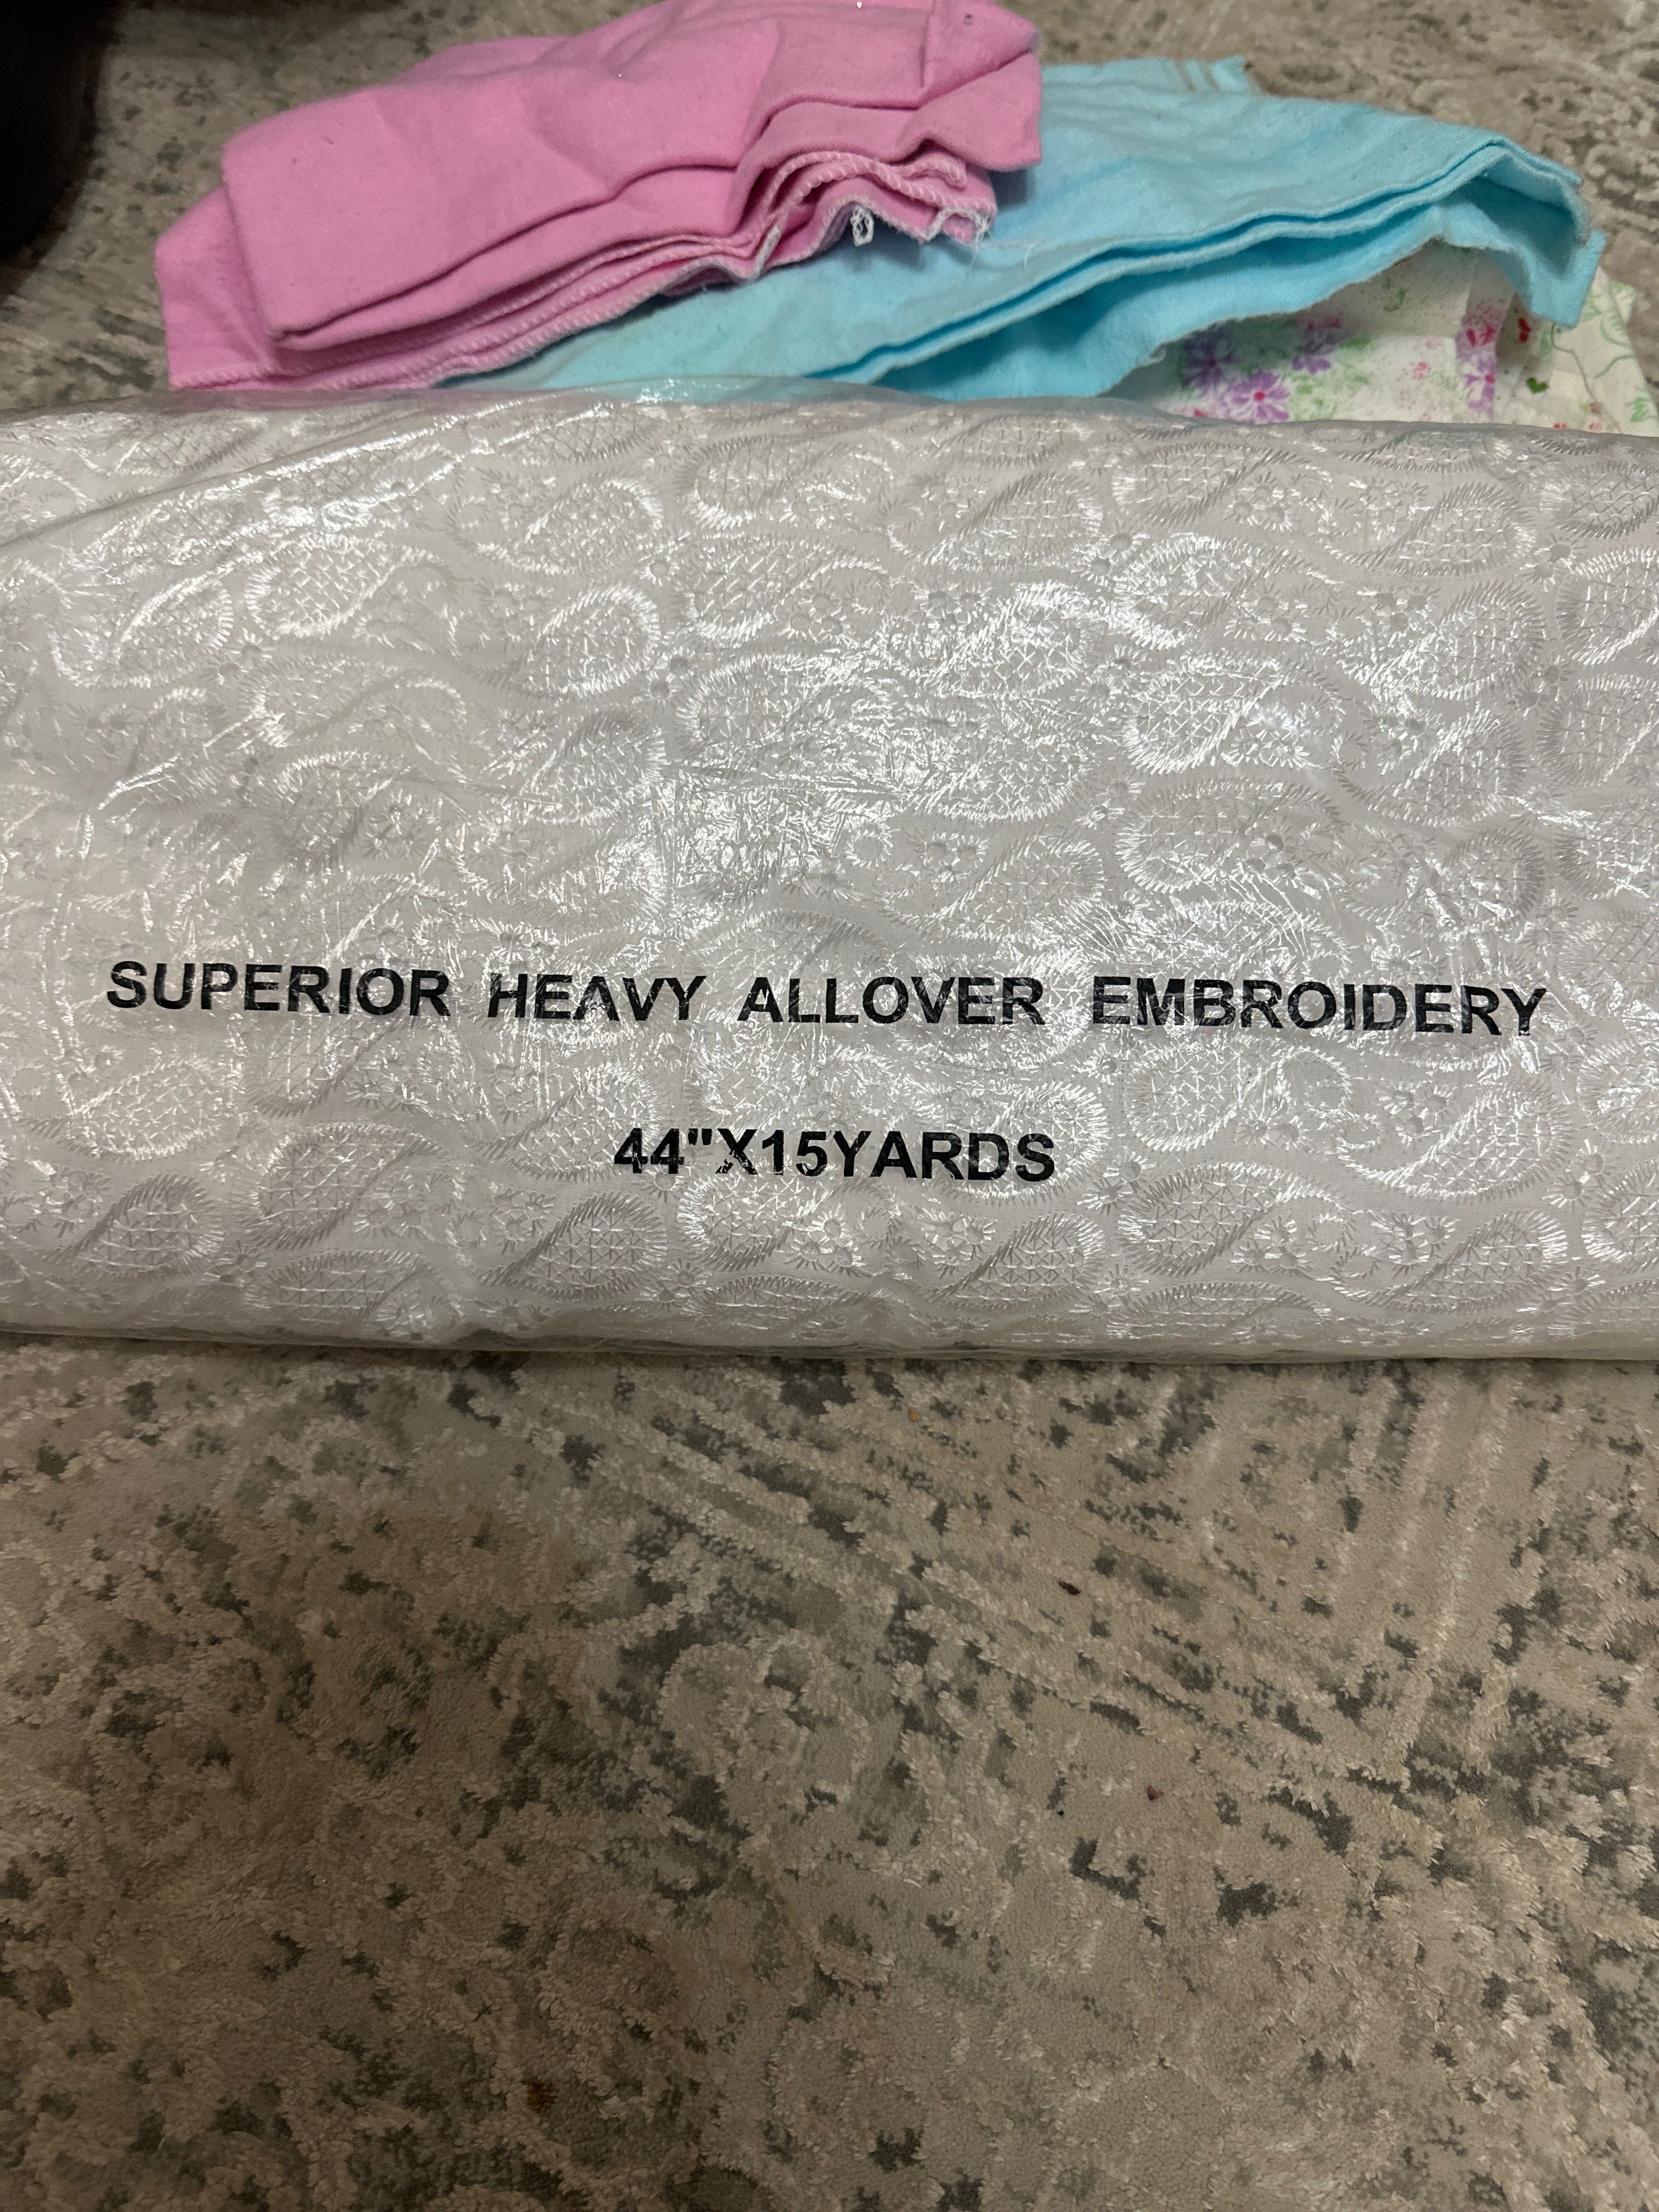 SUPERIOR HEAVY ALLOVER EMBROIDERY
44"X15YARDS